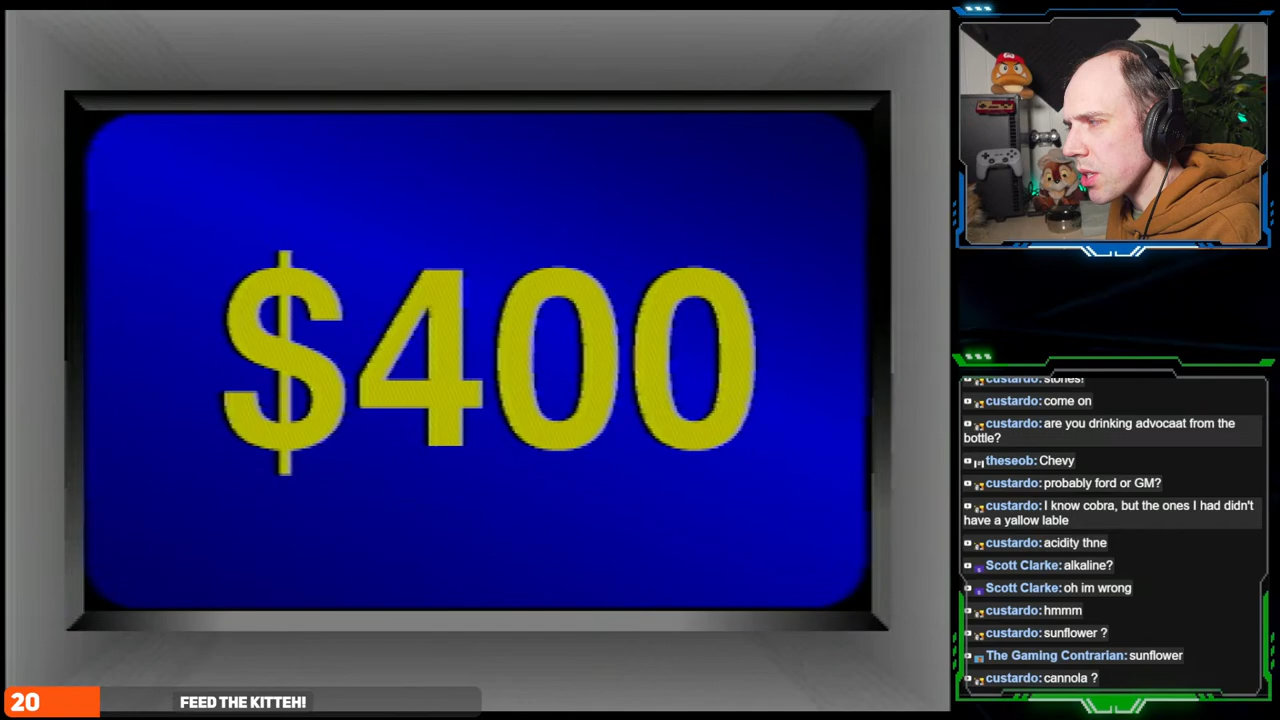 $400
stories!
custardo: come on
custardo: are you drinking advocaat from the
bottle?
theseob: Chevy
custardo: probably ford or GM?
custardo: I know cobra, but the ones I had didn't
have a yallow lable
custardo: acidity thne
Scott Clarke: alkaline?
Scott Clarke: oh im wrong
custardo: hmmm
custardo: sunflower ?
The Gaming Contrarian: sunflower
custardo: cannola ?
20
FEED THE KITTEH!